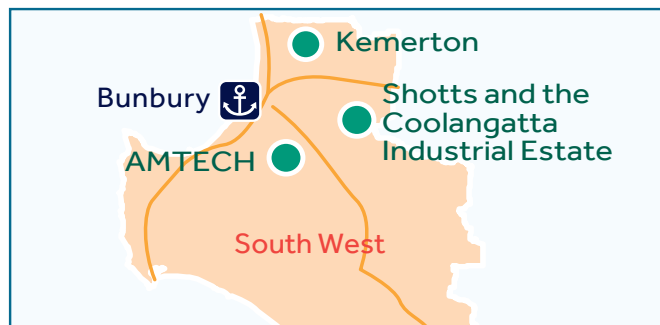 Kemerton
Bunbury
Shotts and the
Coolangatta
Industrial Estate
AMTECH
South West